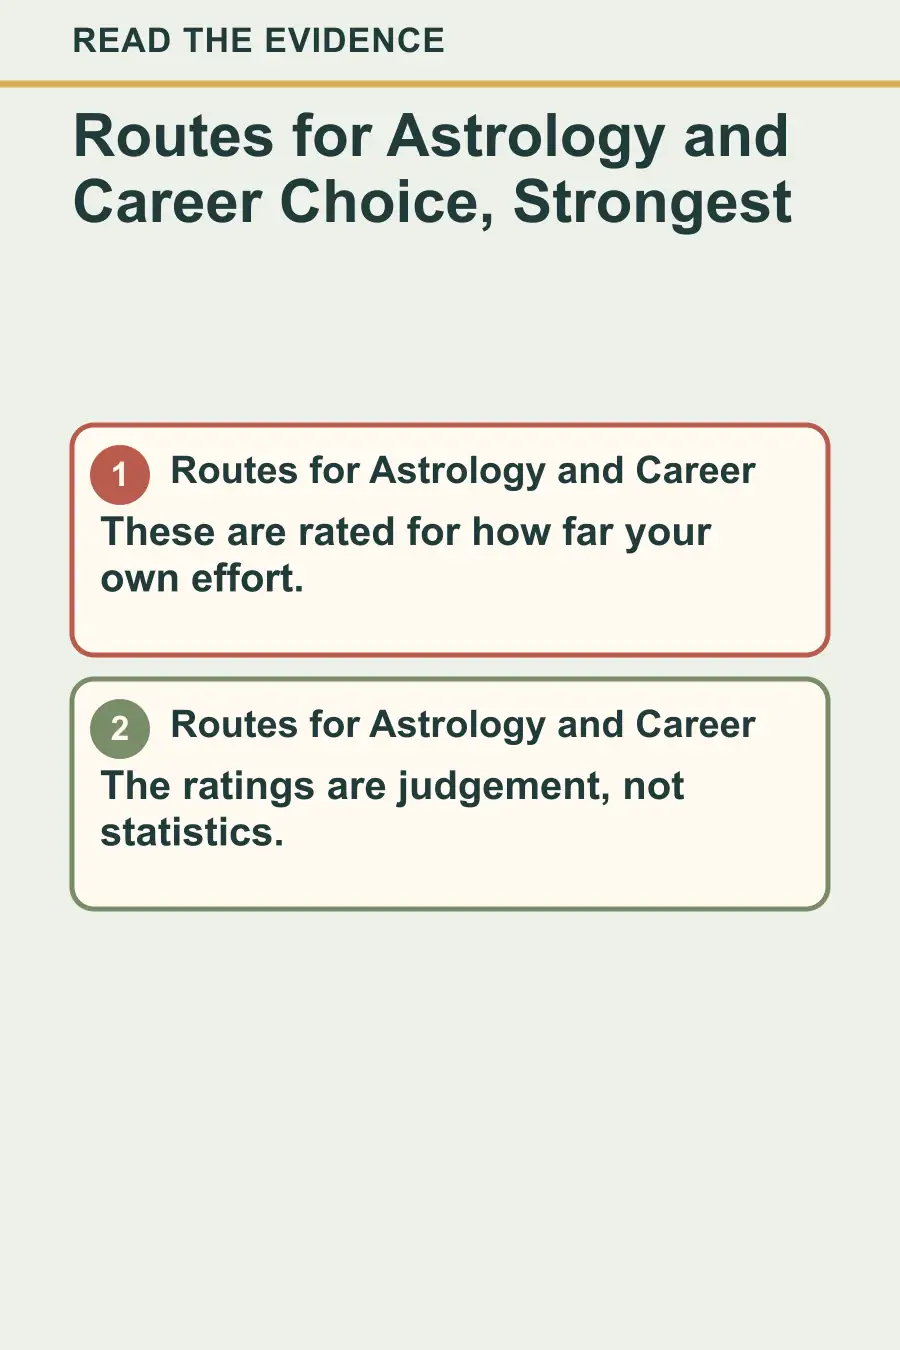 READ THE EVIDENCE
Routes for Astrology and
Career Choice, Strongest
1 Routes for Astrology and Career
These are rated for how far your
own effort.
2 Routes for Astrology and Career
The ratings are judgement, not
statistics.